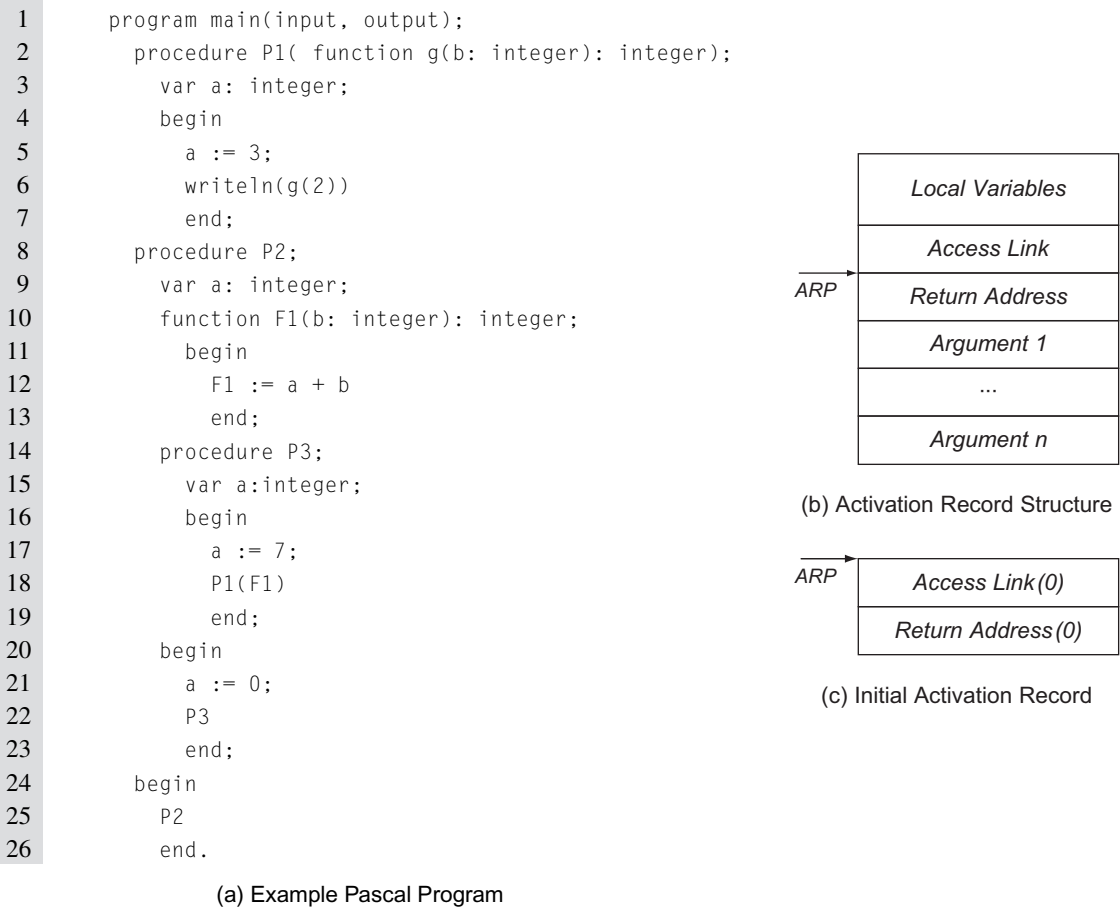 1 program main(input, output);
2 procedure P1( function g(b: integer): integer);
3 var a: integer;
4 begin
5 a := 3;
6 writeln(g(2))
7 end;
8 procedure P2;
9 var a: integer;
10 function F1(b: integer): integer;
11 begin
12 F1 := a + b
13 end;
14 procedure P3;
15 var a:integer;
16 begin
17 a := 7;
18 P1(F1)
19 end;
20 begin
21 a := 0;
22 P3
23 end;
24 begin
25 P2
26 end.
(a) Example Pascal Program
Local Variables
Access Link
ARP
Return Address
Argument 1
...
Argument n
(b) Activation Record Structure
ARP
Access Link(0)
Return Address(0)
(c) Initial Activation Record